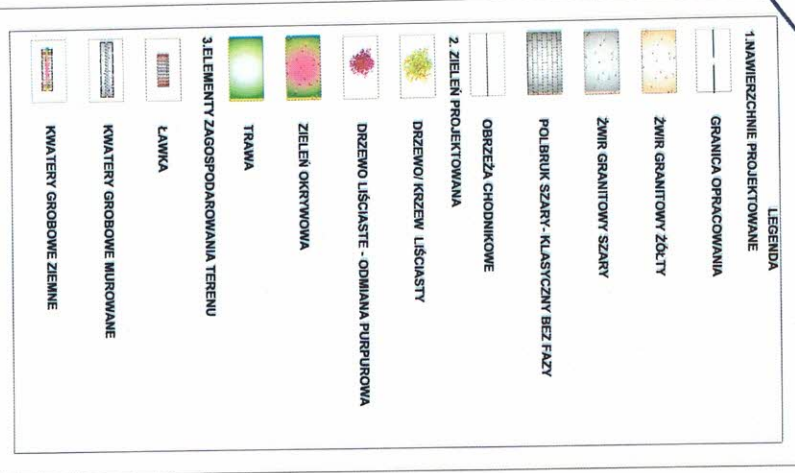 LEGENDA
1.NAWIERZCHNIE PROJEKTOWANE
GRANICA OPRACOWANIA
ŻWIR GRANITOWY ŻÓŁTY
ŻWIR GRANITOWY SZARY
POLBRUK SZARY- KLASYCZNY BEZ FAZY
OBRZEŻA CHODNIKOWE
2. ZIELEŃ PROJEKTOWANA
DRZEWO/ KRZEW LIŚCIASTY
DRZEWO LIŚCIASTE - ODMIANA PURPUROWA
ZIELEŃ OKRYWOWA
TRAWA
3.ELEMENTY ZAGOSPODAROWANIA TERENU
ŁAWKA
KWATERY GROBOWE MUROWANE
KWATERY GROBOWE ZIEMNE